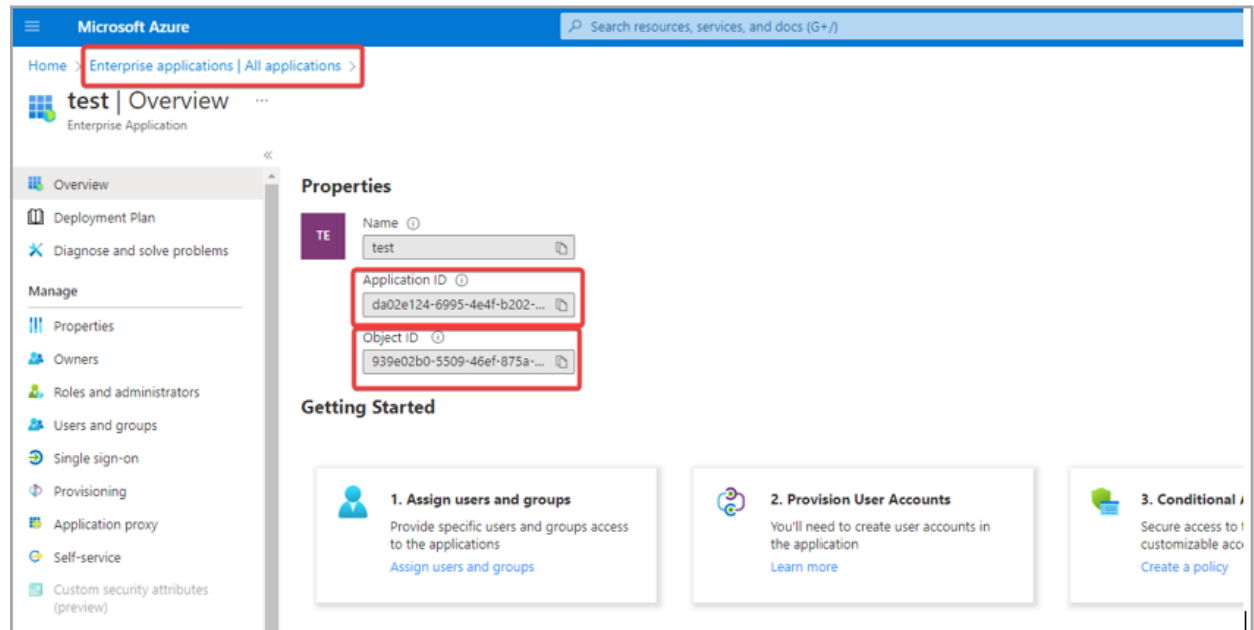 Microsoft Azure
Search resources, services, and docs (G+/)
Home > Enterprise applications | All applications >
test | Overview ...
Enterprise Application
«
Overview
Deployment Plan
Diagnose and solve problems
Manage
Properties
Owners
Roles and administrators
Users and groups
Single sign-on
Provisioning
Application proxy
Self-service
Custom security attributes
(preview)
Properties
TE
Name
test
Application ID
da02e124-6995-4e4f-b202-...
Object ID
939e02b0-5509-46ef-875a-...
Getting Started
1. Assign users and groups
Provide specific users and groups access
to the applications
Assign users and groups
2. Provision User Accounts
You'll need to create user accounts in
the application
Learn more
3. Conditional
Secure access to
customizable
Create a policy